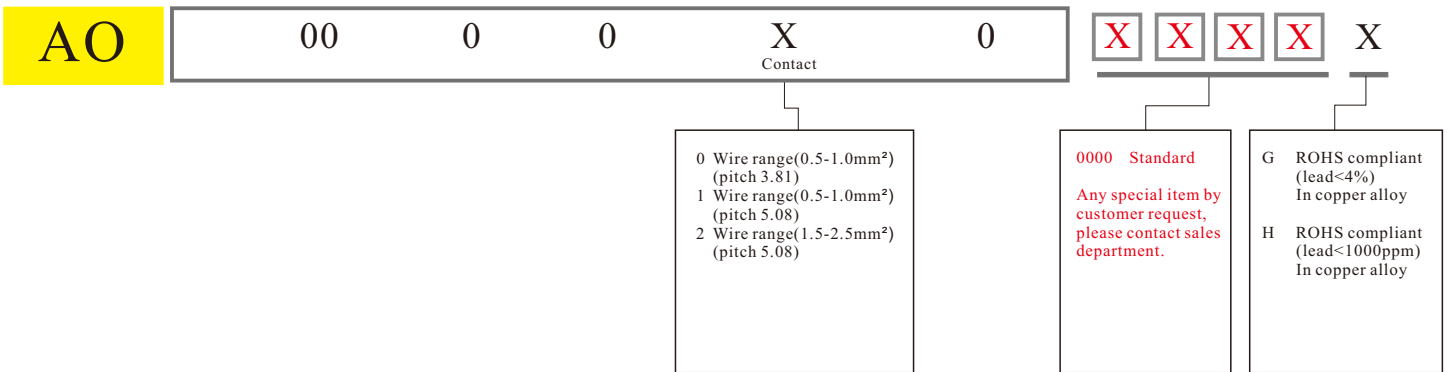 AO 00 0 0 X 0 X X X X X
Contact
0 Wire range(0.5-1.0mm²)
(pitch 3.81)
1 Wire range(0.5-1.0mm²)
(pitch 5.08)
2 Wire range(1.5-2.5mm²)
(pitch 5.08)
0000 Standard
Any special item by
customer request,
please contact sales
department.
G ROHS compliant
(lead<4%)
In copper alloy
H ROHS compliant
(lead<1000ppm)
In copper alloy